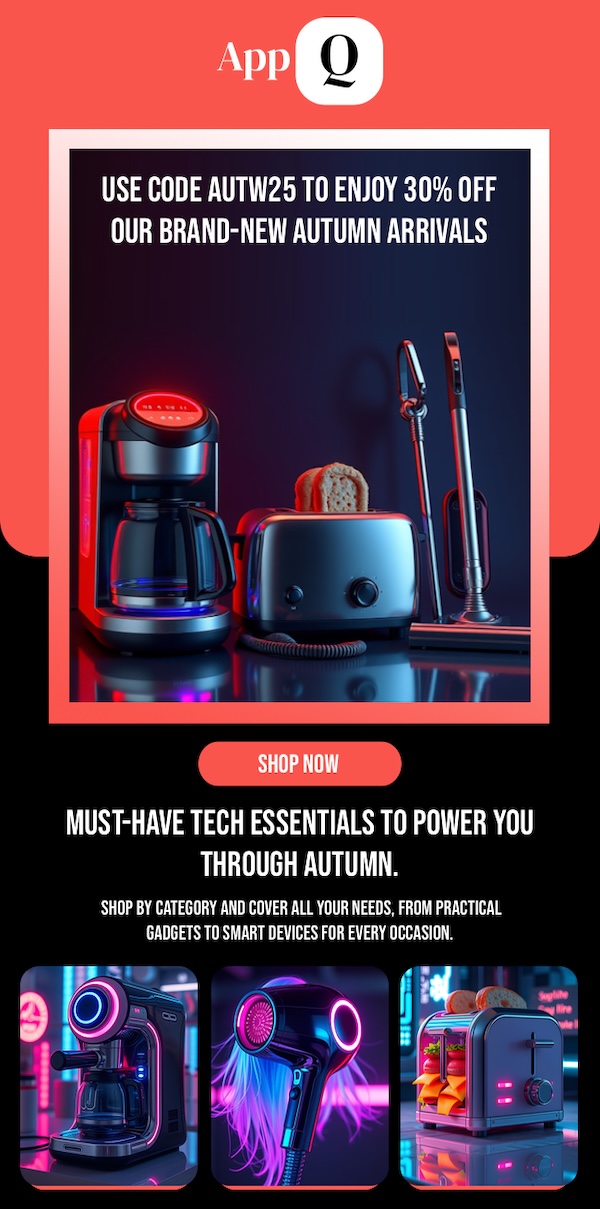 App Q
USE CODE AUTW25 TO ENJOY 30% OFF
OUR BRAND-NEW AUTUMN ARRIVALS
SHOP NOW
MUST-HAVE TECH ESSENTIALS TO POWER YOU
THROUGH AUTUMN.
SHOP BY CATEGORY AND COVER ALL YOUR NEEDS, FROM PRACTICAL
GADGETS TO SMART DEVICES FOR EVERY OCCASION.